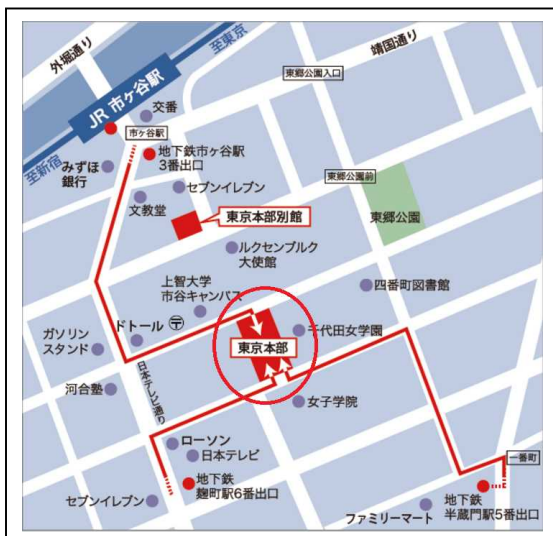 外堀通り
至東京
靖国通り
JR 市ヶ谷駅
交番
東郷公園入口
市ヶ谷駅
至新宿
みずほ
銀行
地下鉄市ヶ谷駅
3番出口
東郷公園前
セブンイレブン
文教堂
東京本部別館
東郷公園
ルクセンブルク
大使館
上智大学
市谷キャンパス
四番町図書館
ガソリン
スタンド
ドトール
〒
千代田女学園
東京本部
河合塾
日本テレビ通り
女子学院
ローソン
日本テレビ
一番町
地下鉄
麹町駅6番出口
セブンイレブン
地下鉄
半蔵門駅5番出口
ファミリーマート